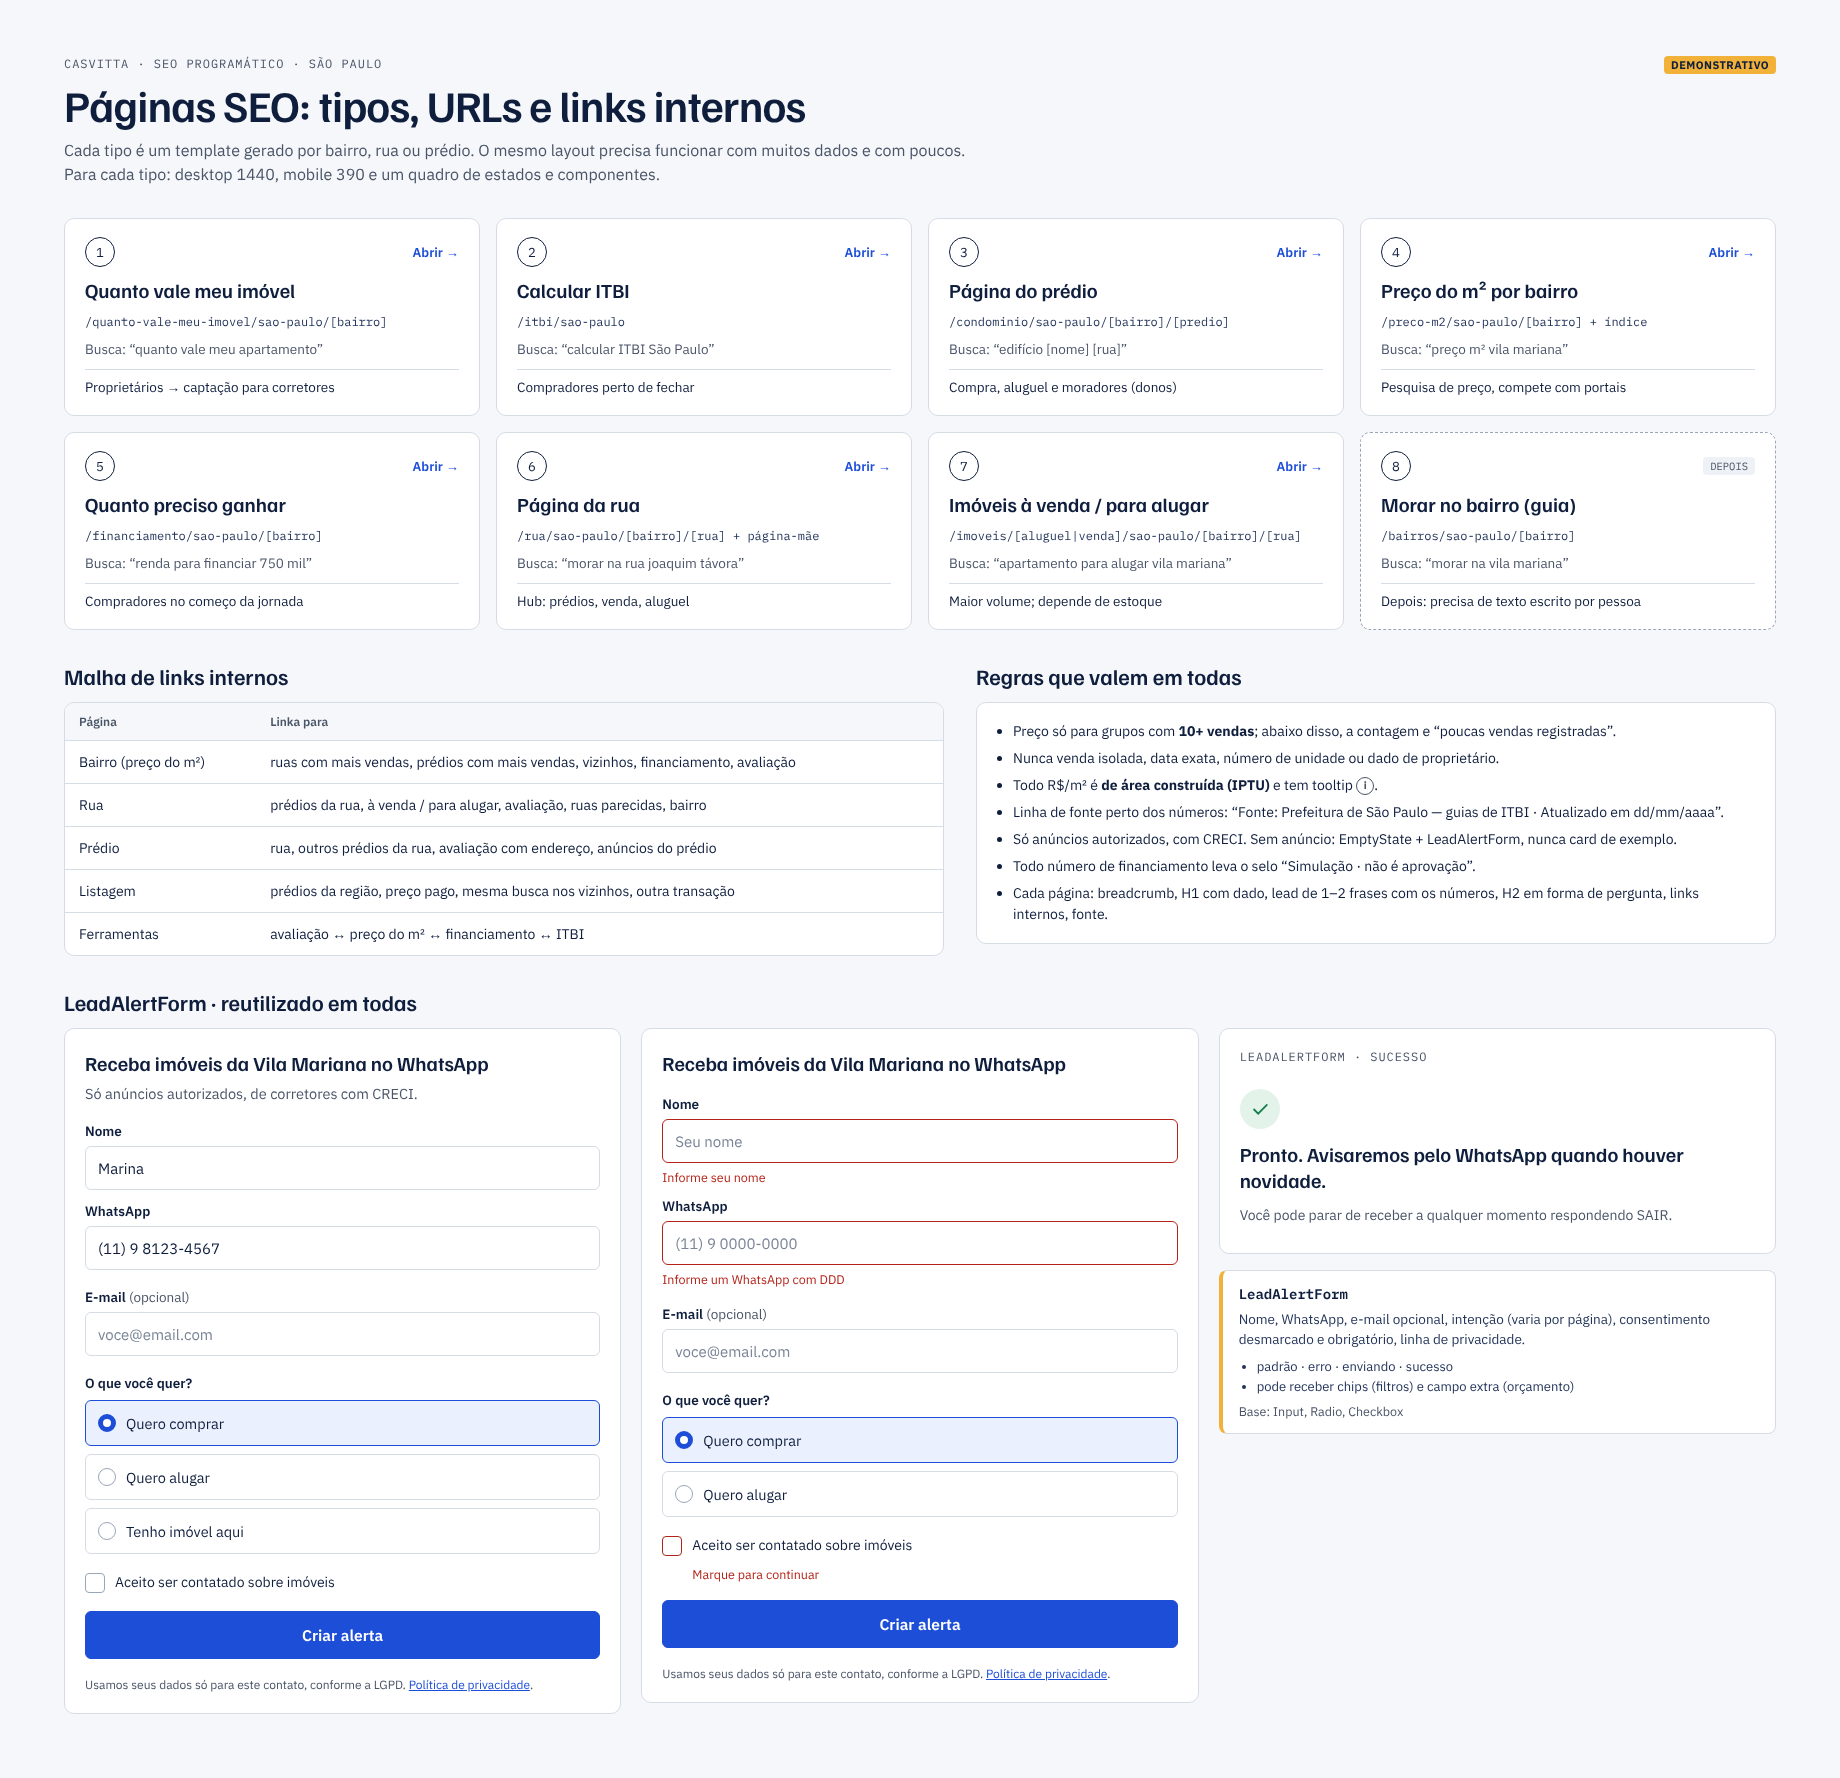 CASVITTA · SEO PROGRAMÁTICO · SÃO PAULO
DEMONSTRATIVO
Páginas SEO: tipos, URLs e links internos
Cada tipo é um template gerado por bairro, rua ou prédio. O mesmo layout precisa funcionar com muitos dados e com poucos.
Para cada tipo: desktop 1440, mobile 390 e um quadro de estados e componentes.
1
Abrir →
Quanto vale meu imóvel
/quanto-vale-meu-imovel/sao-paulo/[bairro]
Busca: “quanto vale meu apartamento”
Proprietários → captação para corretores
2
Abrir →
Calcular ITBI
/itbi/sao-paulo
Busca: “calcular ITBI São Paulo”
Compradores perto de fechar
3
Abrir →
Página do prédio
/condominio/sao-paulo/[bairro]/[predio]
Busca: “edifício [nome] [rua]”
Compra, aluguel e moradores (donos)
4
Abrir →
Preço do m² por bairro
/preco-m2/sao-paulo/[bairro] + índice
Busca: “preço m² vila mariana”
Pesquisa de preço, compete com portais
5
Abrir →
Quanto preciso ganhar
/financiamento/sao-paulo/[bairro]
Busca: “renda para financiar 750 mil”
Compradores no começo da jornada
6
Abrir →
Página da rua
/rua/sao-paulo/[bairro]/[rua] + página-mãe
Busca: “morar na rua joaquim távora”
Hub: prédios, venda, aluguel
7
Abrir →
Imóveis à venda / para alugar
/imoveis/[aluguel|venda]/sao-paulo/[bairro]/[rua]
Busca: “apartamento para alugar vila mariana”
Maior volume; depende de estoque
8
DEPOIS
Morar no bairro (guia)
/bairros/sao-paulo/[bairro]
Busca: “morar na vila mariana”
Depois: precisa de texto escrito por pessoa
Malha de links internos
Página Linka para
Bairro (preço do m²) ruas com mais vendas, prédios com mais vendas, vizinhos, financiamento, avaliação
Rua prédios da rua, à venda / para alugar, avaliação, ruas parecidas, bairro
Prédio rua, outros prédios da rua, avaliação com endereço, anúncios do prédio
Listagem prédios da região, preço pago, mesma busca nos vizinhos, outra transação
Ferramentas avaliação ↔ preço do m² ↔ financiamento ↔ ITBI
Regras que valem em todas
• Preço só para grupos com 10+ vendas; abaixo disso, a contagem e “poucas vendas registradas”.
• Nunca venda isolada, data exata, número de unidade ou dado de proprietário.
• Todo R$/m² é de área construída (IPTU) e tem tooltip i.
• Linha de fonte perto dos números: “Fonte: Prefeitura de São Paulo — guias de ITBI · Atualizado em dd/mm/aaaa”.
• Só anúncios autorizados, com CRECI. Sem anúncio: EmptyState + LeadAlertForm, nunca card de exemplo.
• Todo número de financiamento leva o selo “Simulação · não é aprovação”.
• Cada página: breadcrumb, H1 com dado, lead de 1–2 frases com os números, H2 em forma de pergunta, links
internos, fonte.
LeadAlertForm · reutilizado em todas
Receba imóveis da Vila Mariana no WhatsApp
Só anúncios autorizados, de corretores com CRECI.
Nome
Marina
WhatsApp
(11) 9 8123-4567
E-mail (opcional)
voce@email.com
O que você quer?
Quero comprar
Quero alugar
Tenho imóvel aqui
Aceito ser contatado sobre imóveis
Criar alerta
Usamos seus dados só para este contato, conforme a LGPD. Política de privacidade.
Receba imóveis da Vila Mariana no WhatsApp
Nome
Seu nome
Informe seu nome
WhatsApp
(11) 9 0000-0000
Informe um WhatsApp com DDD
E-mail (opcional)
voce@email.com
O que você quer?
Quero comprar
Quero alugar
Aceito ser contatado sobre imóveis
Marque para continuar
Criar alerta
Usamos seus dados só para este contato, conforme a LGPD. Política de privacidade.
LEADALERTFORM · SUCESSO
Pronto. Avisaremos pelo WhatsApp quando houver
novidade.
Você pode parar de receber a qualquer momento respondendo SAIR.
LeadAlertForm
Nome, WhatsApp, e-mail opcional, intenção (varia por página), consentimento
desmarcado e obrigatório, linha de privacidade.
• padrão · erro · enviando · sucesso
• pode receber chips (filtros) e campo extra (orçamento)
Base: Input, Radio, Checkbox